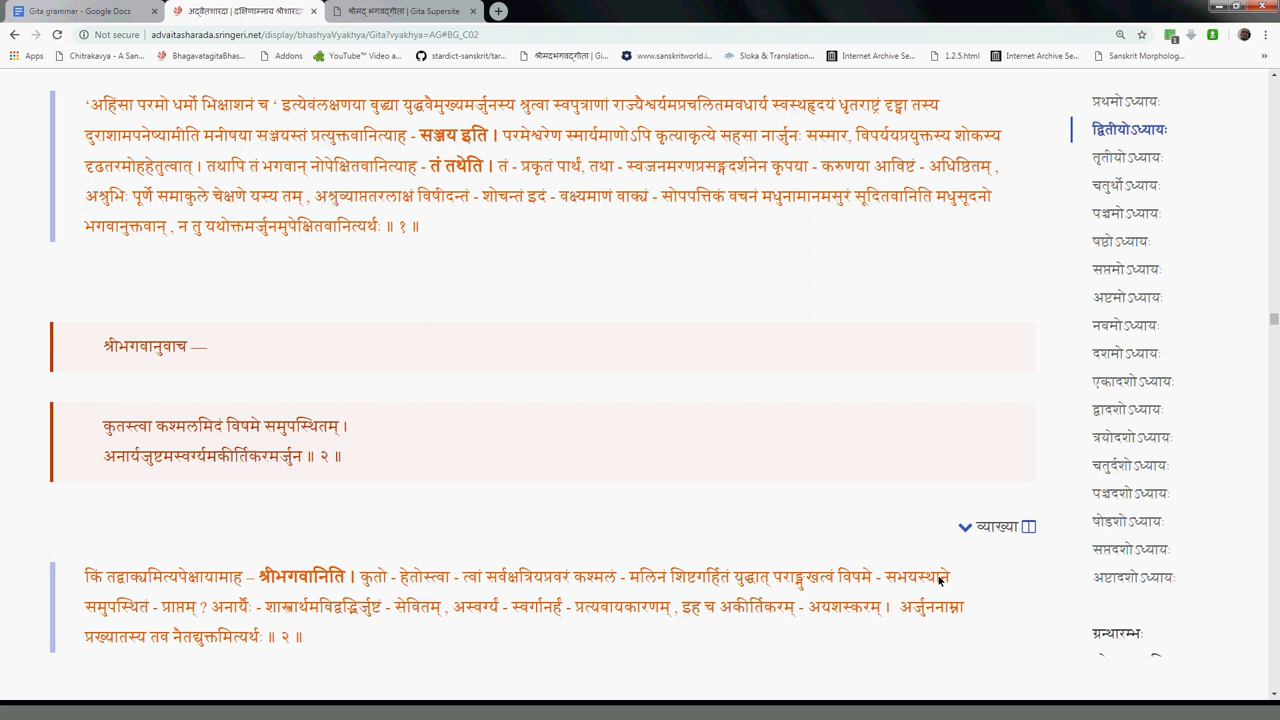 Gita grammar - Google Docs
अद्वैतशारदा | दक्षिणाम्नाय श्रीशारदा
श्रीमद् भगवद्गीता | Gita Supersite
Not secure | advaitasharada.sringeri.net/display/bhashyaVyakhya/Gita?vyakhya=AG#BG_C02
Apps Chitrakavya - A San... BhagavatagitaBha... Addons YouTube™ Video a... stardict-sanskrit/tar... श्रीमदभगवद्गीता | Gi... www.sanskritworld.i... Sloka & Translation... Internet Archive Se... 1.2.5.html Internet Archive Se... Sanskrit Morpholog...
‘अहिंसा परमो धर्मो भिक्षाशनं च ‘ इत्येवंलक्षणया बुद्ध्या युद्धवैमुख्यमर्जुनस्य श्रुत्वा स्वपुत्राणां राज्यैश्वर्यमप्रचलितमवधार्य स्वस्थहृदयं धृतराष्ट्रं दृष्ट्वा तस्य
दुराशामपनेष्यामीति मनीषया सञ्जयस्तं प्रत्युक्तवानित्याह - सञ्जय इति । परमेश्वरेण स्मार्यमाणोऽपि कृत्याकृत्ये सहसा नार्जुनः सस्मार, विपर्ययप्रयुक्तस्य शोकस्य
दृढतरमोहहेतुत्वात् । तथापि तं भगवान् नोपेक्षितवानित्याह - तं तथेति । तं - प्रकृतं पार्थं, तथा - स्वजनमरणप्रसङ्गदर्शनेन कृपया - करुणया आविष्टं - अधिष्ठितम् ,
अश्रुभिः पूर्णे समाकुले चेक्षणे यस्य तम् , अश्रुव्याप्ततरलाक्षं विषीदन्तं - शोचन्तं इदं - वक्ष्यमाणं वाक्यं - सोपपत्तिकं वचनं मधुनामानमसुरं सूदितवानिति मधुसूदनो
भगवानुक्तवान् , न तु यथोक्तमर्जुनमुपेक्षितवानित्यर्थः ॥ १ ॥
श्रीभगवानुवाच —
कुतस्त्वा कश्मलमिदं विषमे समुपस्थितम् ।
अनार्यजुष्टमस्वर्ग्यमकीर्तिकरमर्जुन ॥ २ ॥
व्याख्या
किं तद्वाक्यमित्यपेक्षायामाह – श्रीभगवानिति । कुतो - हेतोस्त्वा - त्वां सर्वक्षत्रियप्रवरं कश्मलं - मलिनं शिष्टगर्हितं युद्धात् पराङ्मुखत्वं विषमे - सभयस्थाने
समुपस्थितं - प्राप्तम् ? अनार्यैः - शास्त्रार्थमविद्वद्भिर्जुष्टं - सेवितम् , अस्वर्ग्यं - स्वर्गानर्हं - प्रत्यवायकारणम् , इह च अकीर्तिकरम् - अयशस्करम् । अर्जुननाम्ना
प्रख्यातस्य तव नैतद्युक्तमित्यर्थः ॥ २ ॥
प्रथमोऽध्यायः
द्वितीयोऽध्यायः
तृतीयोऽध्यायः
चतुर्थोऽध्यायः
पञ्चमोऽध्यायः
षष्ठोऽध्यायः
सप्तमोऽध्यायः
अष्टमोऽध्यायः
नवमोऽध्यायः
दशमोऽध्यायः
एकादशोऽध्यायः
द्वादशोऽध्यायः
त्रयोदशोऽध्यायः
चतुर्दशोऽध्यायः
पञ्चदशोऽध्यायः
षोडशोऽध्यायः
सप्तदशोऽध्यायः
अष्टादशोऽध्यायः
ग्रन्थारम्भः